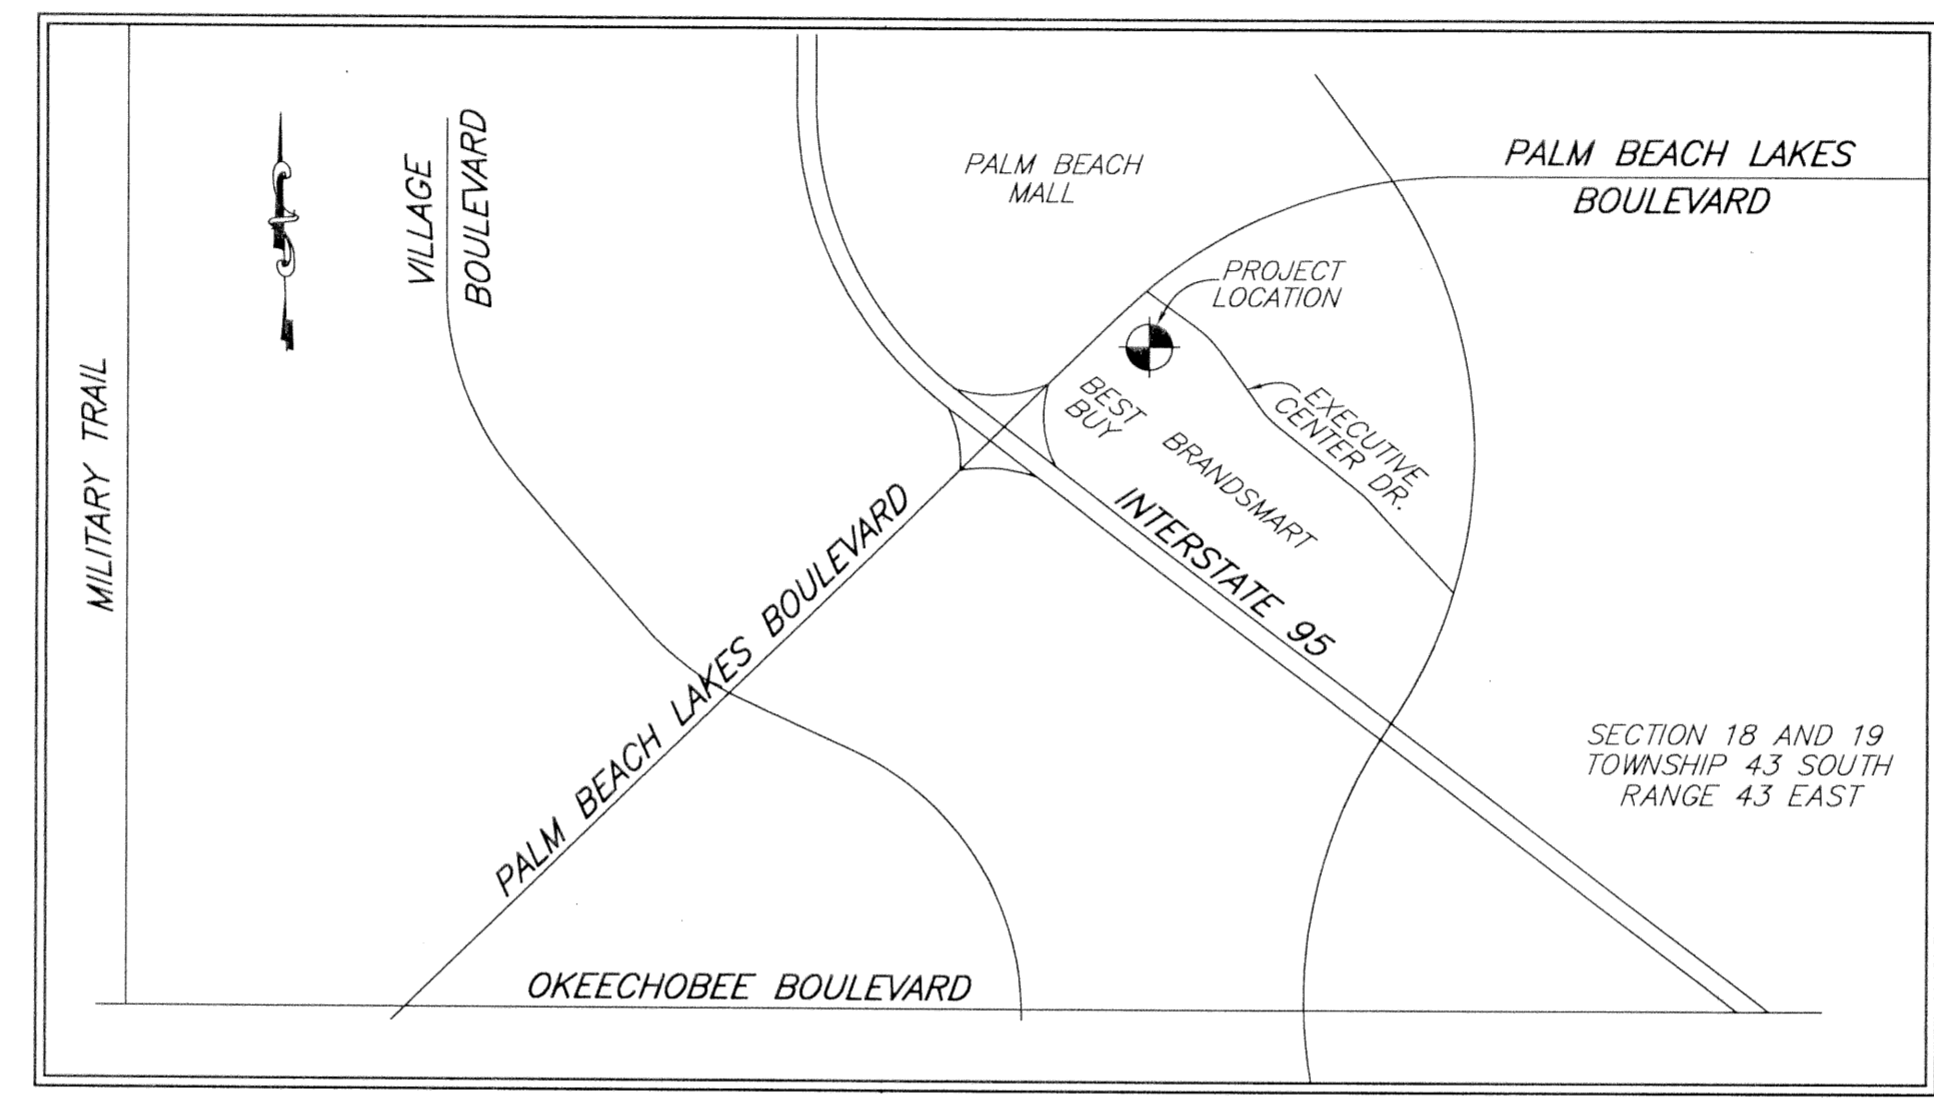 PALM BEACH LAKES
BOULEVARD
PALM BEACH
MALL
VILLAGE
BOULEVARD
PROJECT
LOCATION
MILITARY TRAIL
BEST
BUY
EXECUTIVE
CENTER DR.
BRANDSMART
INTERSTATE 95
PALM BEACH LAKES BOULEVARD
SECTION 18 AND 19
TOWNSHIP 43 SOUTH
RANGE 43 EAST
OKEECHOBEE BOULEVARD